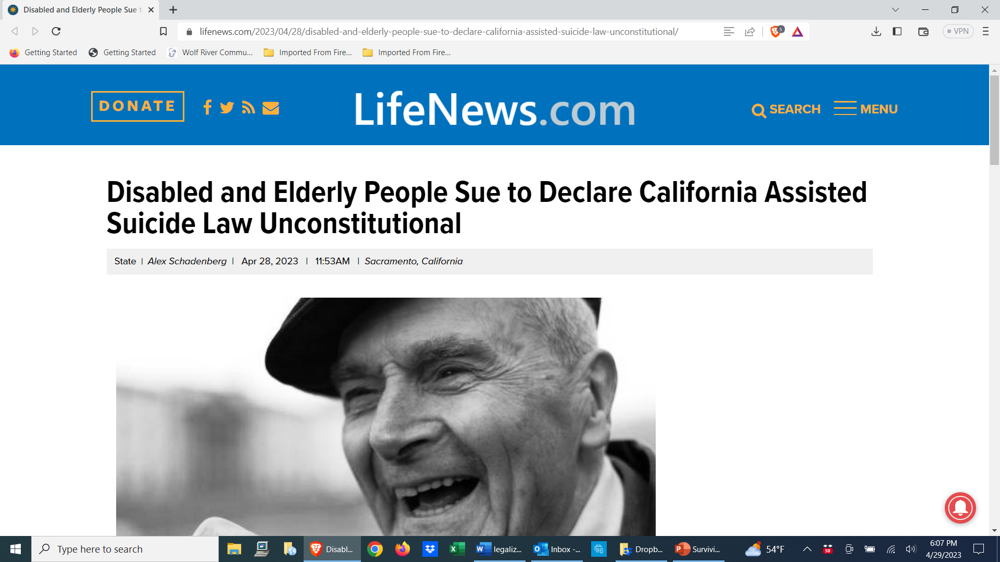 Disabled and Elderly People Sue t
lifenews.com/2023/04/28/disabled-and-elderly-people-sue-to-declare-california-assisted-suicide-law-unconstitutional/
5
VPN
Getting Started
Getting Started
Wolf River Commu...
Imported From Fire...
Imported From Fire...
DONATE
LifeNews.com
SEARCH
MENU
Disabled and Elderly People Sue to Declare California Assisted
Suicide Law Unconstitutional
State | Alex Schadenberg | Apr 28, 2023 | 11:53AM | Sacramento, California
Type here to search
Disabl...
legaliz...
Inbox -...
Dropb...
Survivi...
54°F
50
6:07 PM
4/29/2023